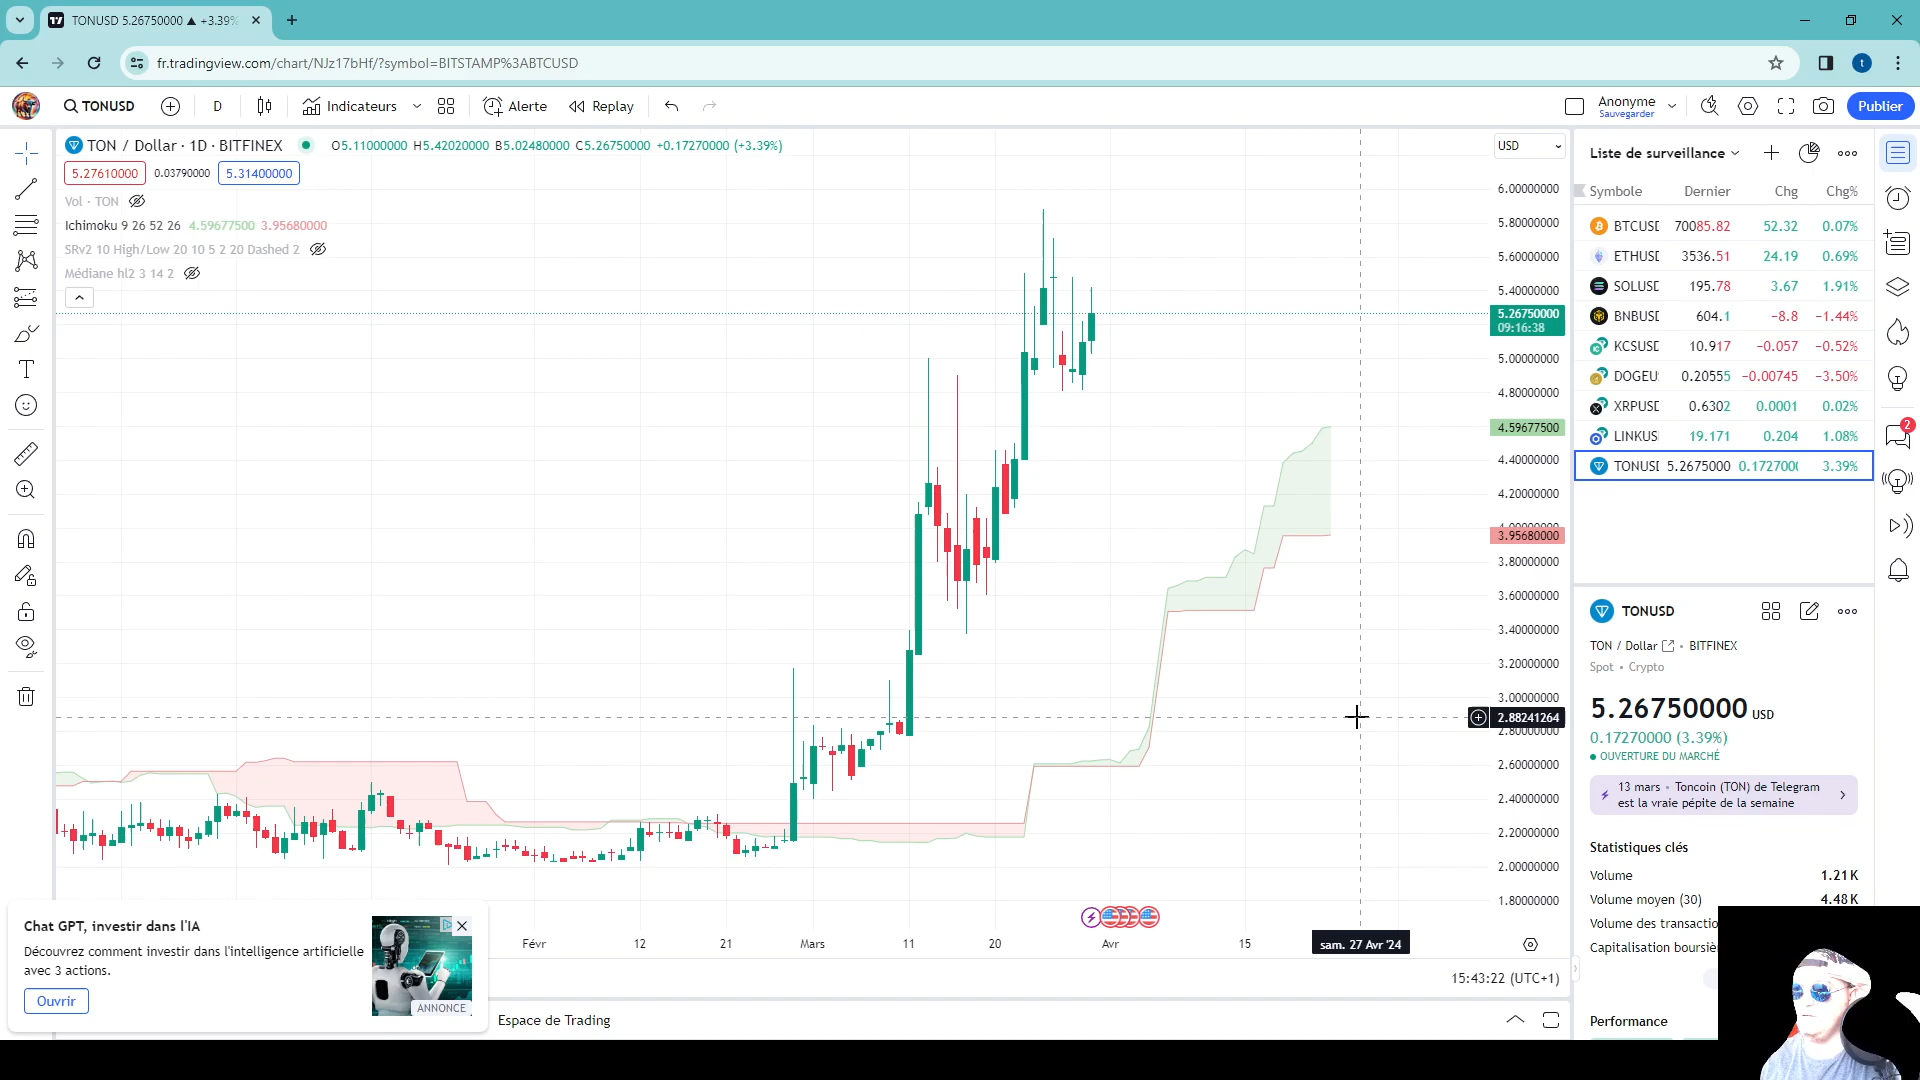 TONUSD 5.26750000 ▲ +3.39%
fr.tradingview.com/chart/NJz17bHf/?symbol=BITSTAMP%3ABTCUSD
TONUSD
D
Indicateurs
Alerte
Replay
Anonyme
Sauvegarder
Publier
TON / Dollar · 1D · BITFINEX
O5.11000000 H5.42020000 B5.02480000 C5.26750000 +0.17270000 (+3.39%)
5.27610000
0.03790000
5.31400000
Vol · TON
Ichimoku 9 26 52 26 4.59677500 3.95680000
SRv2 10 High/Low 20 10 5 2 20 Dashed 2
Médiane hl2 3 14 2
USD
6.00000000
5.80000000
5.60000000
5.40000000
5.26750000
09:16:38
5.00000000
4.80000000
4.59677500
4.40000000
4.20000000
4.00000000
3.95680000
3.80000000
3.60000000
3.40000000
3.20000000
3.00000000
2.88241264
2.80000000
2.60000000
2.40000000
2.20000000
2.00000000
1.80000000
Févr
12
21
Mars
11
20
Avr
15
sam. 27 Avr '24
15:43:22 (UTC+1)
Espace de Trading
Chat GPT, investir dans l'IA
Découvrez comment investir dans l'intelligence artificielle
avec 3 actions.
Ouvrir
ANNONCE
Liste de surveillance
Symbole Dernier Chg Chg%
BTCUSD 70085.82 52.32 0.07%
ETHUSD 3536.51 24.19 0.69%
SOLUSD 195.78 3.67 1.91%
BNBUSD 604.1 −8.8 −1.44%
KCSUSD 10.917 −0.057 −0.52%
DOGEU 0.20555 −0.00745 −3.50%
XRPUSD 0.6302 0.0001 0.02%
LINKUS 19.171 0.204 1.08%
TONUSD 5.2675000 0.1727000 3.39%
2
t
TONUSD
TON / Dollar • BITFINEX
Spot • Crypto
5.26750000 USD
0.17270000 (3.39%)
OUVERTURE DU MARCHÉ
13 mars • Toncoin (TON) de Telegram
est la vraie pépite de la semaine
Statistiques clés
Volume 1.21 K
Volume moyen (30) 4.48 K
Volume des transactio
Capitalisation boursiè
Performance